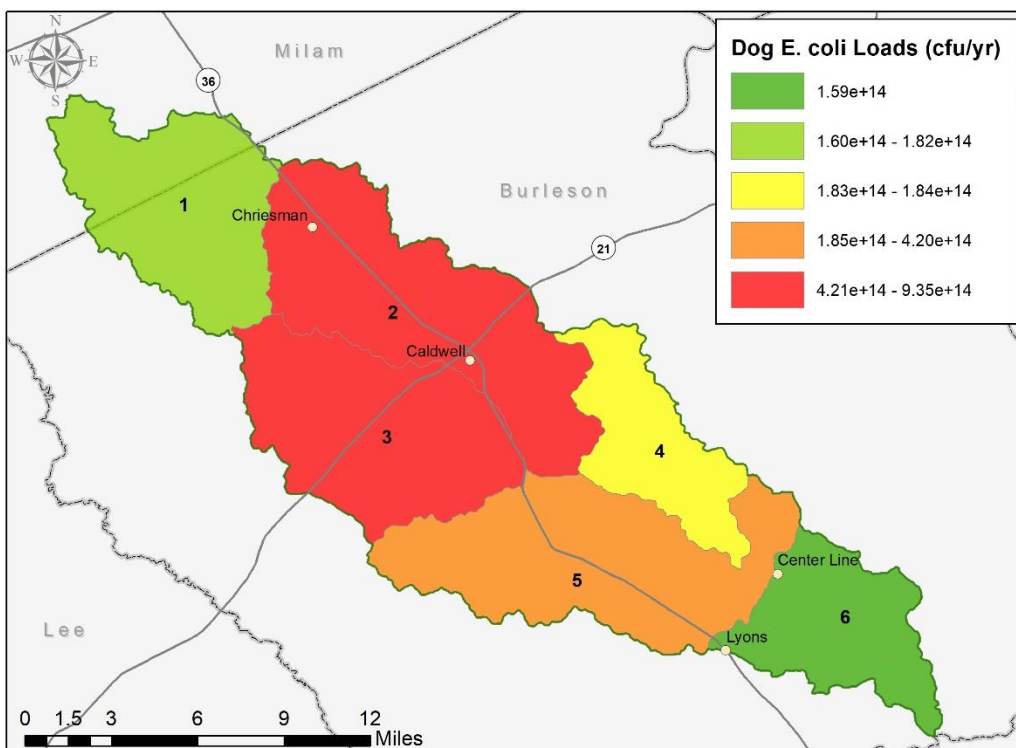 N
W E
S
Milam
36
Dog E. coli Loads (cfu/yr)
1.59e+14
1.60e+14 - 1.82e+14
1.83e+14 - 1.84e+14
1.85e+14 - 4.20e+14
4.21e+14 - 9.35e+14
Burleson
1
Chriesman
21
2
Caldwell
3
4
5
Center Line
6
Lee
Lyons
0 1.5 3 6 9 12
Miles